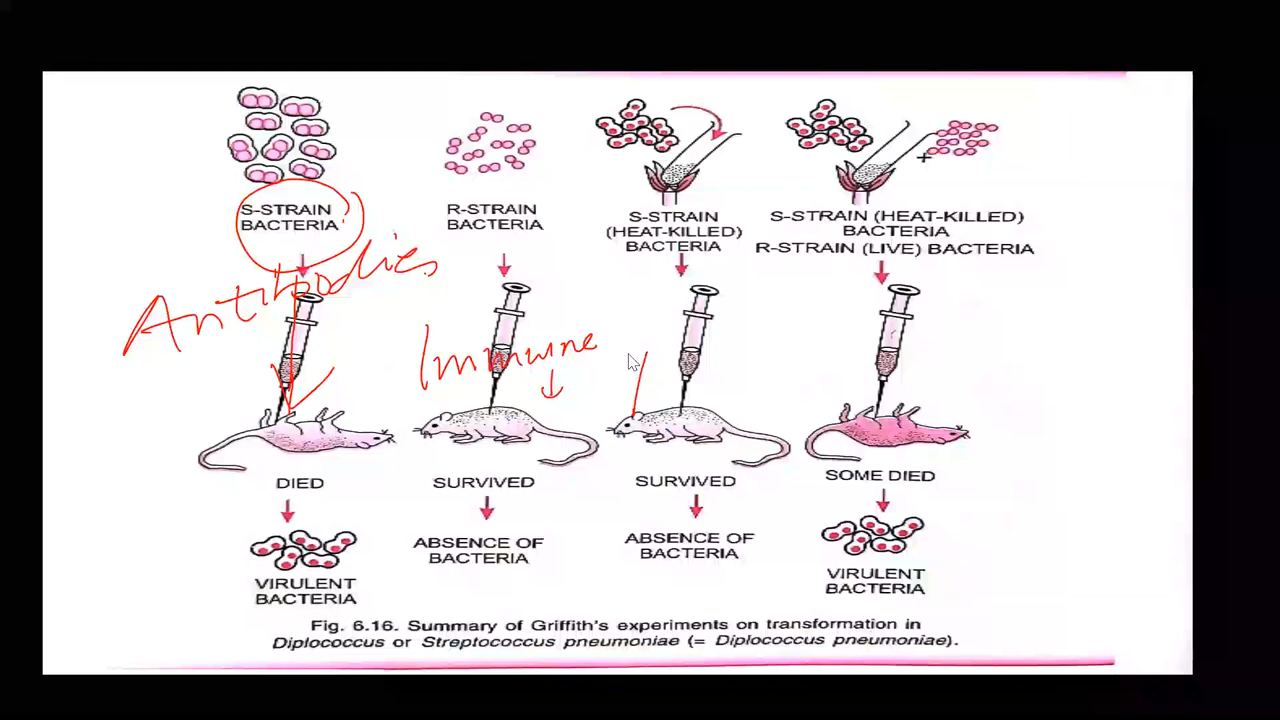 S-STRAIN
BACTERIA
R-STRAIN
BACTERIA
S-STRAIN
(HEAT-KILLED)
BACTERIA
S-STRAIN (HEAT-KILLED)
BACTERIA
R-STRAIN (LIVE) BACTERIA
+
Antibodies
Immune
DIED
SURVIVED
SURVIVED
SOME DIED
VIRULENT
BACTERIA
ABSENCE OF
BACTERIA
ABSENCE OF
BACTERIA
VIRULENT
BACTERIA
Fig. 6.16. Summary of Griffith's experiments on transformation in
Diplococcus or Streptococcus pneumoniae (= Diplococcus pneumoniae).